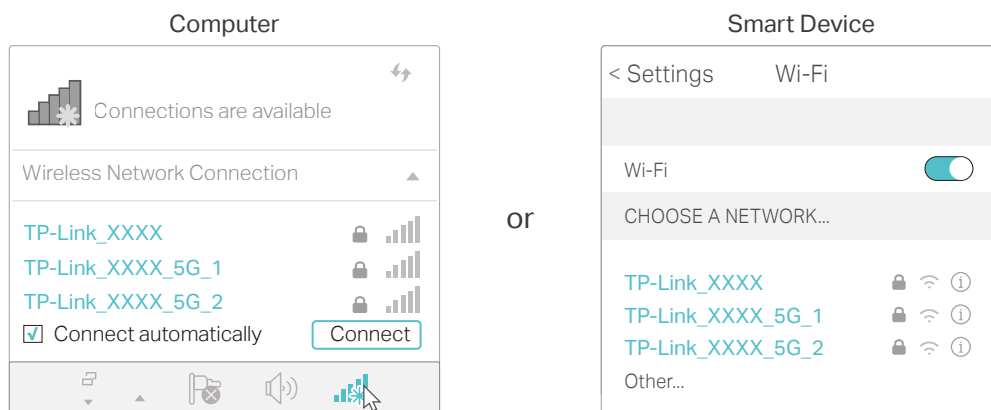 Computer
Connections are available
Wireless Network Connection
TP-Link_XXXX
TP-Link_XXXX_5G_1
TP-Link_XXXX_5G_2
Connect automatically Connect
or
Smart Device
< Settings Wi-Fi
Wi-Fi
CHOOSE A NETWORK...
TP-Link_XXXX
TP-Link_XXXX_5G_1
TP-Link_XXXX_5G_2
Other...